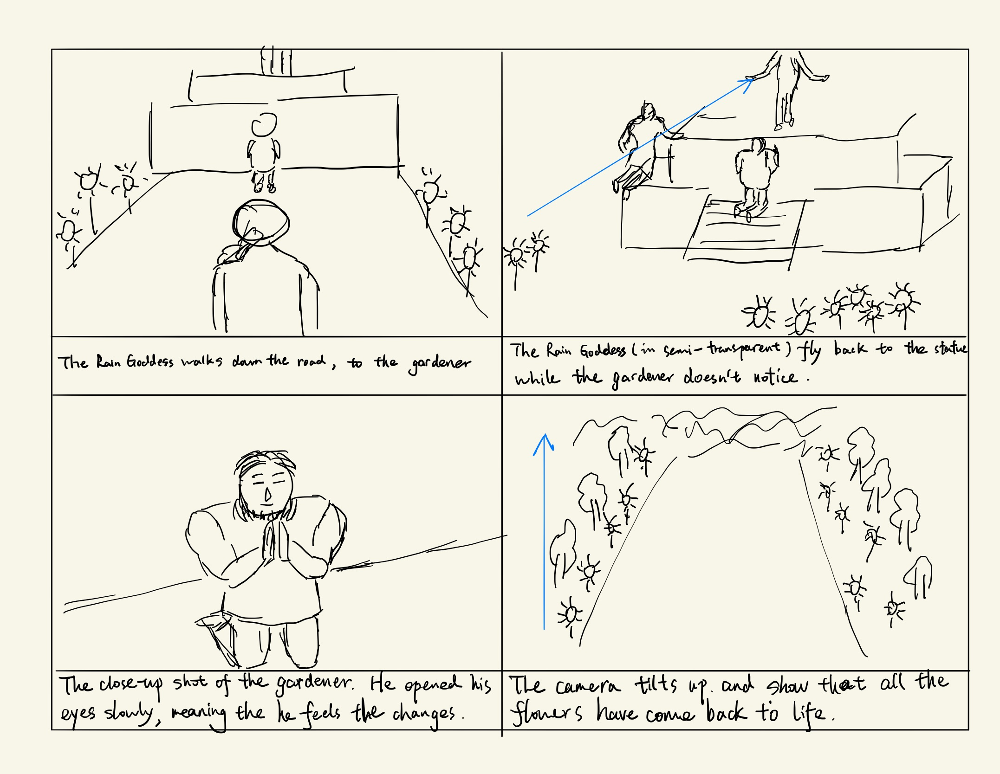 The Rain Goddess walks down the road, to the gardener
The Rain Goddess (in semi-transparent) fly back to the statue
while the gardener doesn't notice.
The close-up shot of the gardener. He opened his
eyes slowly, meaning the he feels the changes.
The camera tilts up. and show that all the
flowers have come back to life.